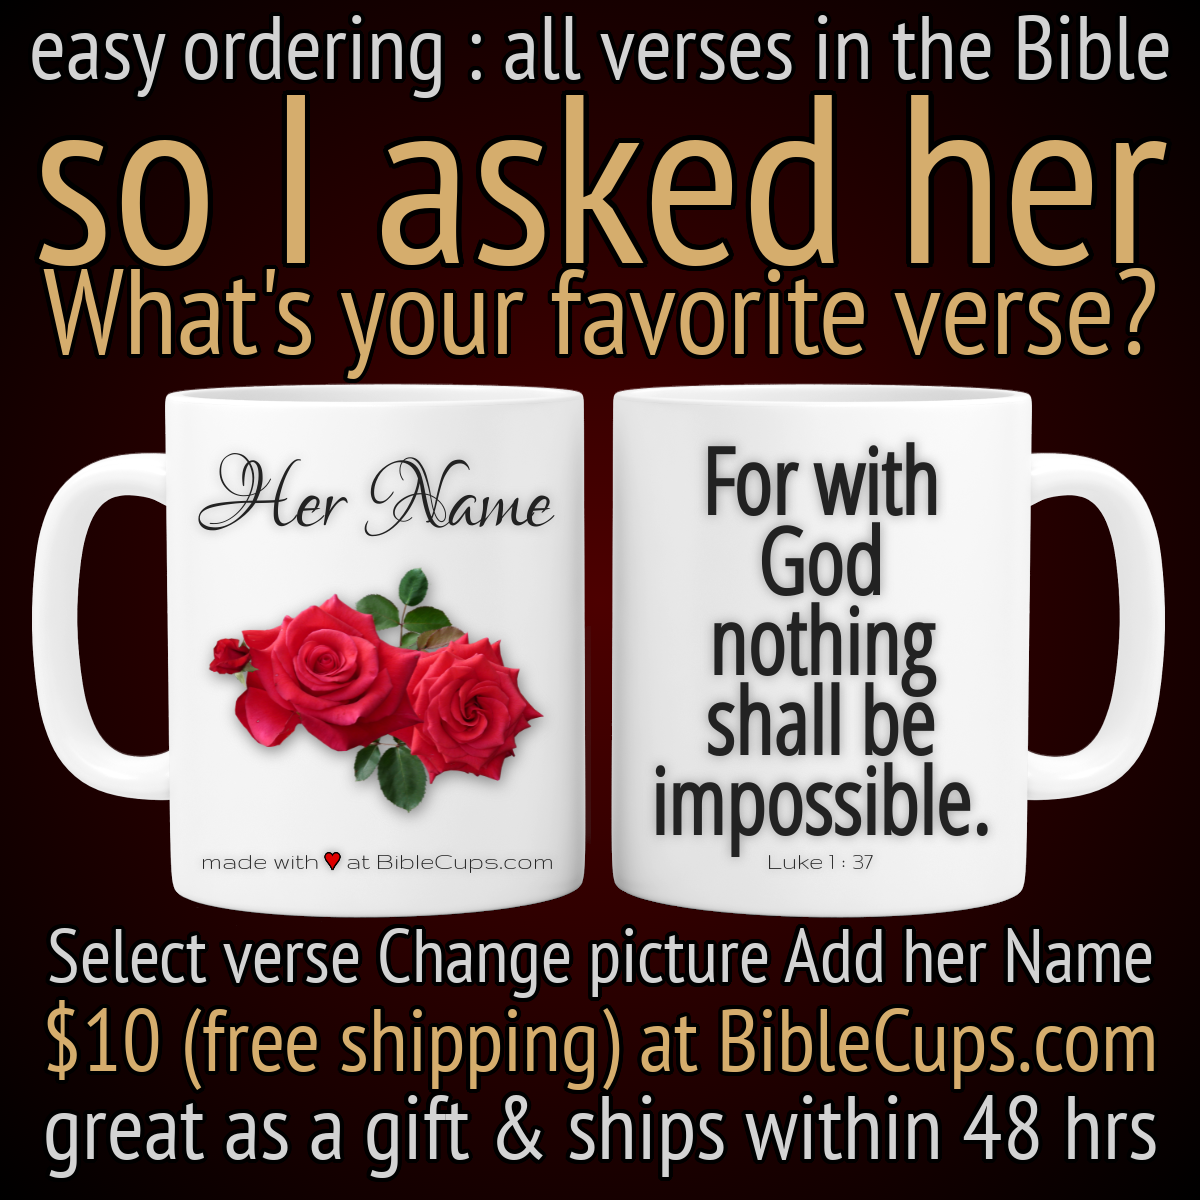 easy ordering : all verses in the Bible
so I asked her
What's your favorite verse?
Her Name
made with ♥ at BibleCups.com
For with
God
nothing
shall be
impossible.
Luke 1 : 37
Select verse Change picture Add her Name
$10 (free shipping) at BibleCups.com
great as a gift & ships within 48 hrs